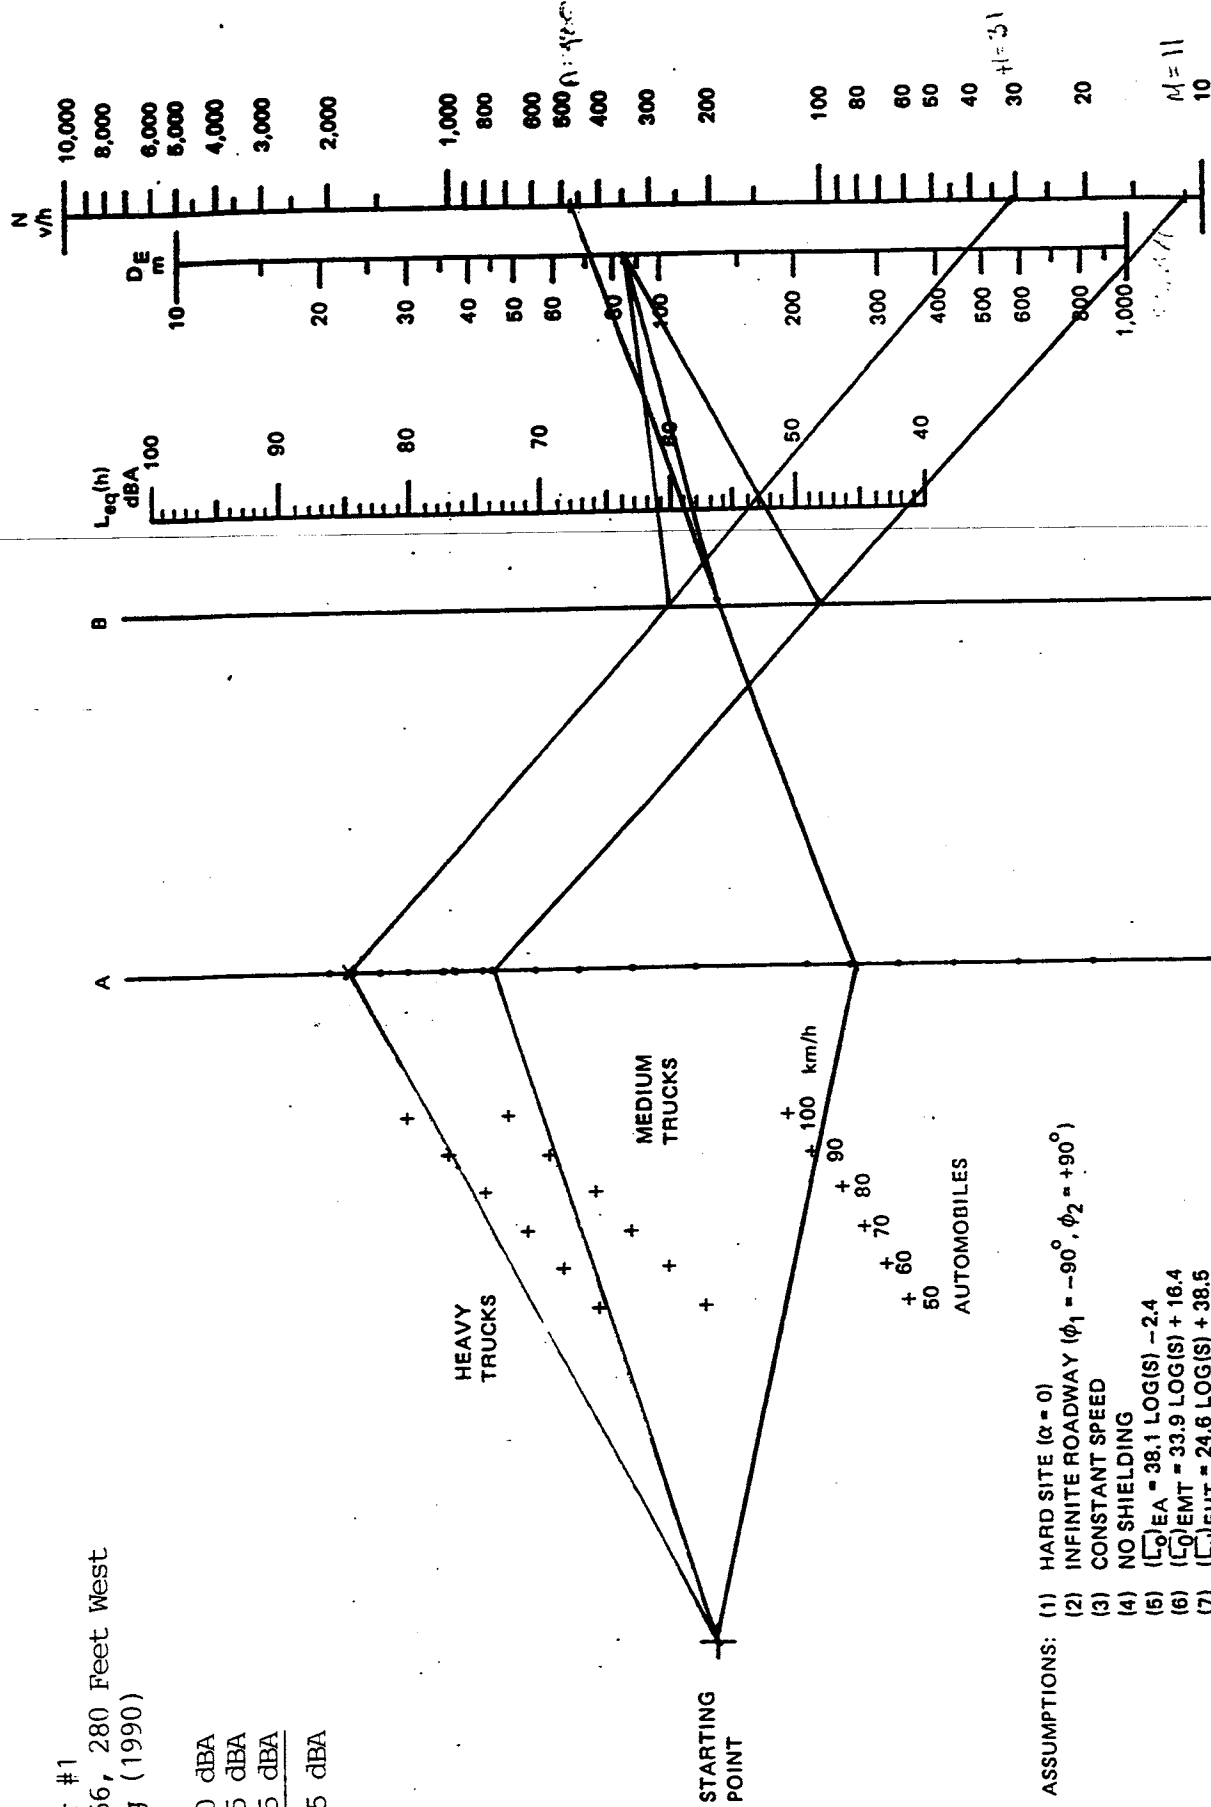 #1
66, 280 Feet West
(1990)
0 dBA
5 dBA
5 dBA
5 dBA
STARTING
POINT
HEAVY
TRUCKS
MEDIUM
TRUCKS
100 km/h
90
80
70
60
50
AUTOMOBILES
A
B
Leq(h)
dBA
100
90
80
70
60
50
40
DE
m
10
20
30
40
50
60
80
100
200
300
400
500
600
800
1,000
N
v/h
10,000
8,000
6,000
5,000
4,000
3,000
2,000
1,000
800
600
500
400
300
200
100
80
60
50
40
30
20
10
H=31
M=11
ASSUMPTIONS: (1) HARD SITE (α = 0)
(2) INFINITE ROADWAY (ϕ1 = −90°, ϕ2 = +90°)
(3) CONSTANT SPEED
(4) NO SHIELDING
(5) (L̅0)EA = 38.1 LOG(S) −2.4
(6) (L̅0)EMT = 33.9 LOG(S) + 16.4
(7) (L̅0)EHT = 24.6 LOG(S) + 38.5